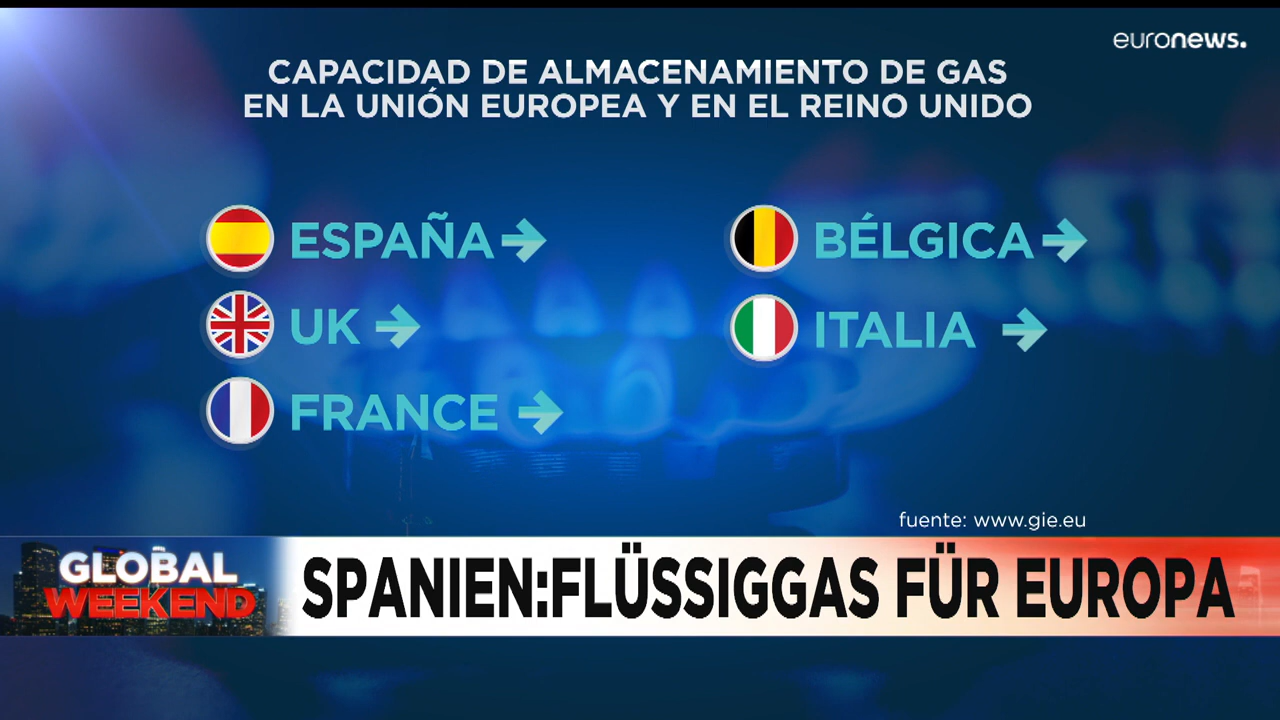 euronews.
CAPACIDAD DE ALMACENAMIENTO DE GAS
EN LA UNIÓN EUROPEA Y EN EL REINO UNIDO
ESPAÑA
UK
FRANCE
BÉLGICA
ITALIA
fuente: www.gie.eu
GLOBAL
WEEKEND
SPANIEN:FLÜSSIGGAS FÜR EUROPA